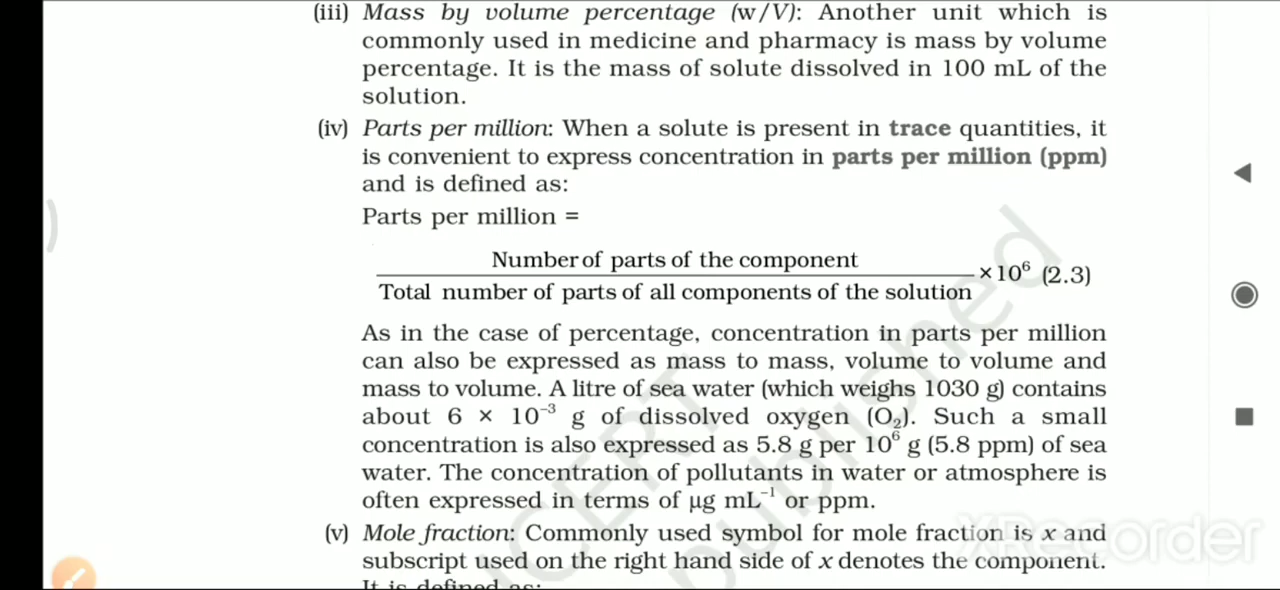 (iii) Mass by volume percentage (w/V): Another unit which is
commonly used in medicine and pharmacy is mass by volume
percentage. It is the mass of solute dissolved in 100 mL of the
solution.
(iv) Parts per million: When a solute is present in trace quantities, it
is convenient to express concentration in parts per million (ppm)
and is defined as:
Parts per million =
Number of parts of the component
Total number of parts of all components of the solution ×10⁶ (2.3)
As in the case of percentage, concentration in parts per million
can also be expressed as mass to mass, volume to volume and
mass to volume. A litre of sea water (which weighs 1030 g) contains
about 6 × 10⁻³ g of dissolved oxygen (O₂). Such a small
concentration is also expressed as 5.8 g per 10⁶ g (5.8 ppm) of sea
water. The concentration of pollutants in water or atmosphere is
often expressed in terms of μg mL⁻¹ or ppm.
(v) Mole fraction: Commonly used symbol for mole fraction is x and
subscript used on the right hand side of x denotes the component.
It is defined as:
NCERT
published
XRecorder